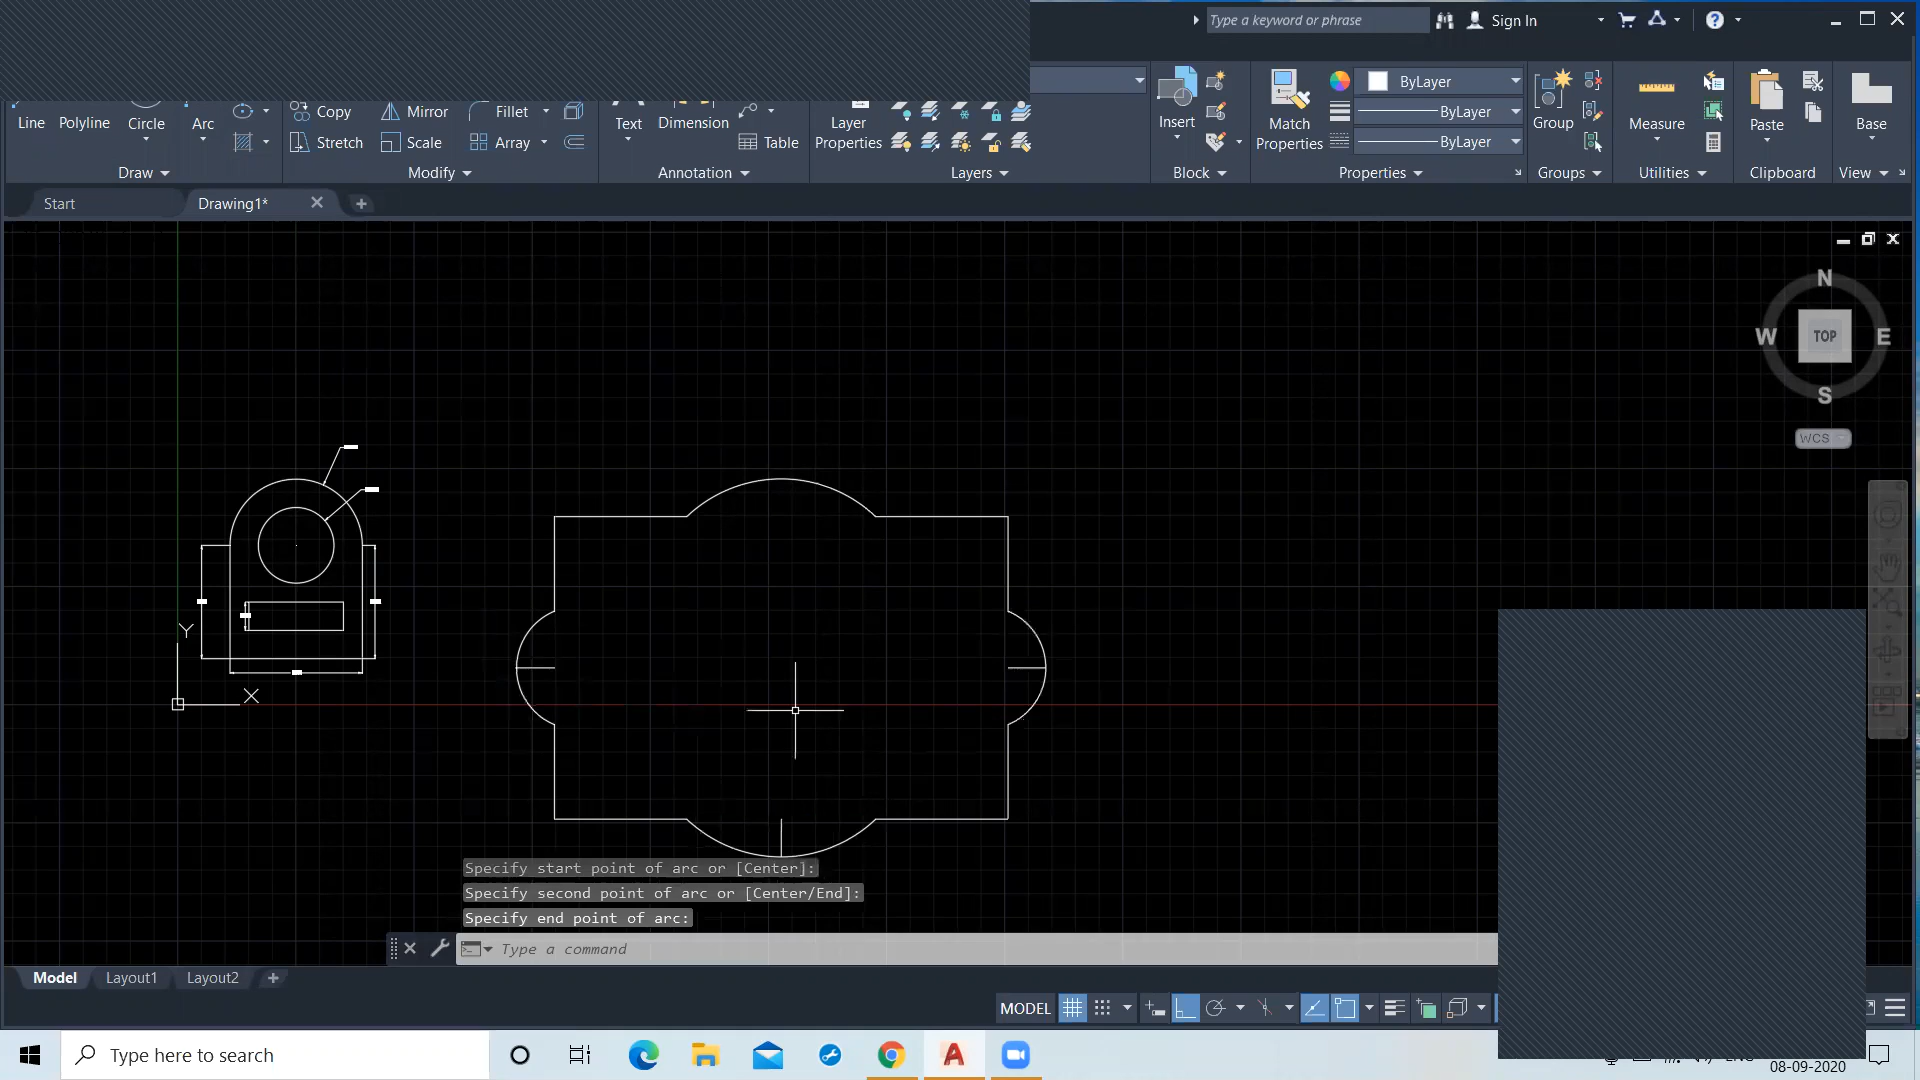 Type a keyword or phrase
Sign In
Line
Polyline
Circle
Arc
Copy
Mirror
Fillet
Stretch
Scale
Array
Text
Dimension
Table
Layer
Properties
Insert
Match
Properties
ByLayer
ByLayer
ByLayer
Group
Measure
Paste
Base
Draw
Modify
Annotation
Layers
Block
Properties
Groups
Utilities
Clipboard
View
Start
Drawing1*
N
W
TOP
E
S
WCS
Y
X
Specify start point of arc or [Center]:
Specify second point of arc or [Center/End]:
Specify end point of arc:
Type a command
Model
Layout1
Layout2
MODEL
Type here to search
08-09-2020